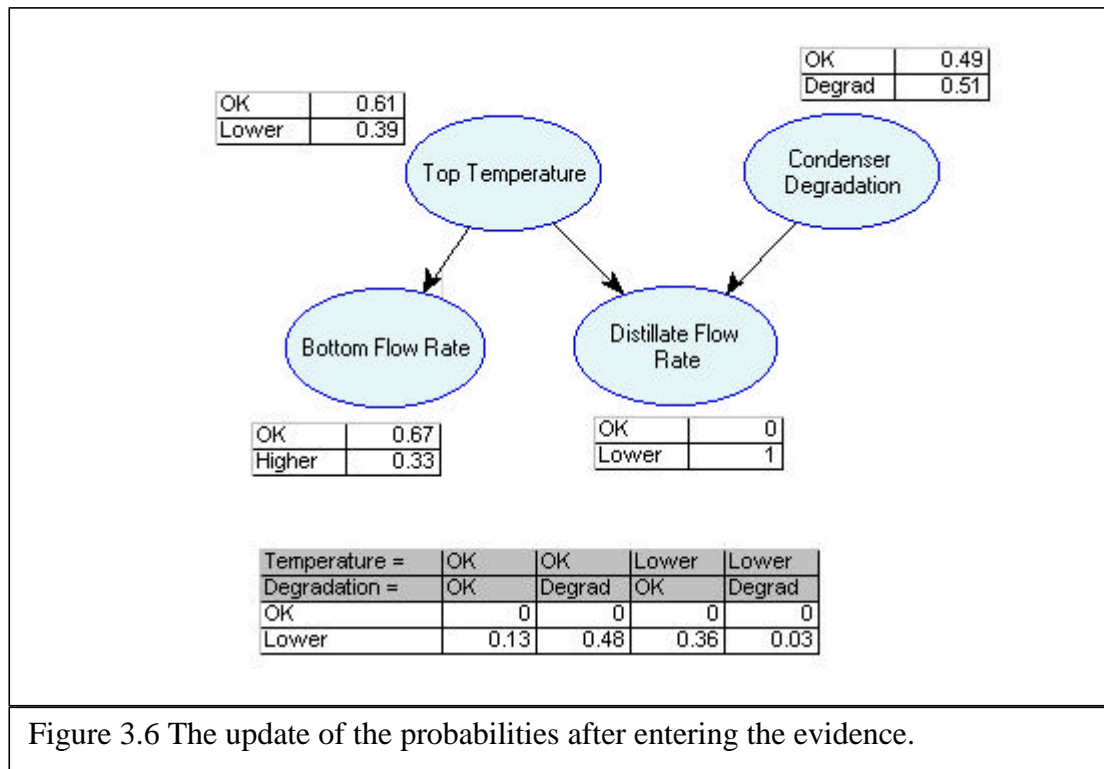 OK 0.49
Degrad 0.51
OK 0.61
Lower 0.39
Top Temperature
Condenser
Degradation
Bottom Flow Rate
Distillate Flow
Rate
OK 0.67
Higher 0.33
OK 0
Lower 1
Temperature = OK OK Lower Lower
Degradation = OK Degrad OK Degrad
OK 0 0 0 0
Lower 0.13 0.48 0.36 0.03
Figure 3.6 The update of the probabilities after entering the evidence.